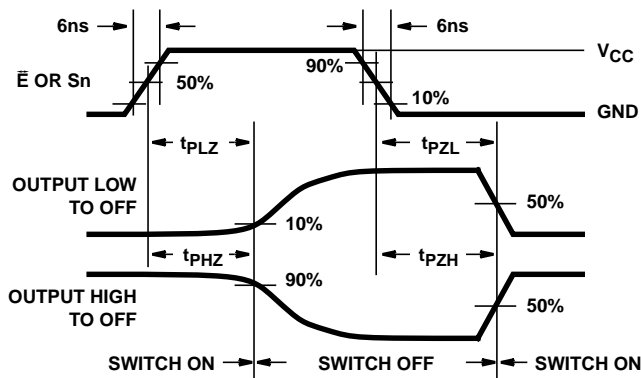 6ns
6ns
VCC
90%
Ē OR Sn
50%
10%
GND
tPLZ
tPZL
OUTPUT LOW
TO OFF
50%
10%
tPHZ
tPZH
90%
OUTPUT HIGH
TO OFF
50%
SWITCH ON
SWITCH OFF
SWITCH ON